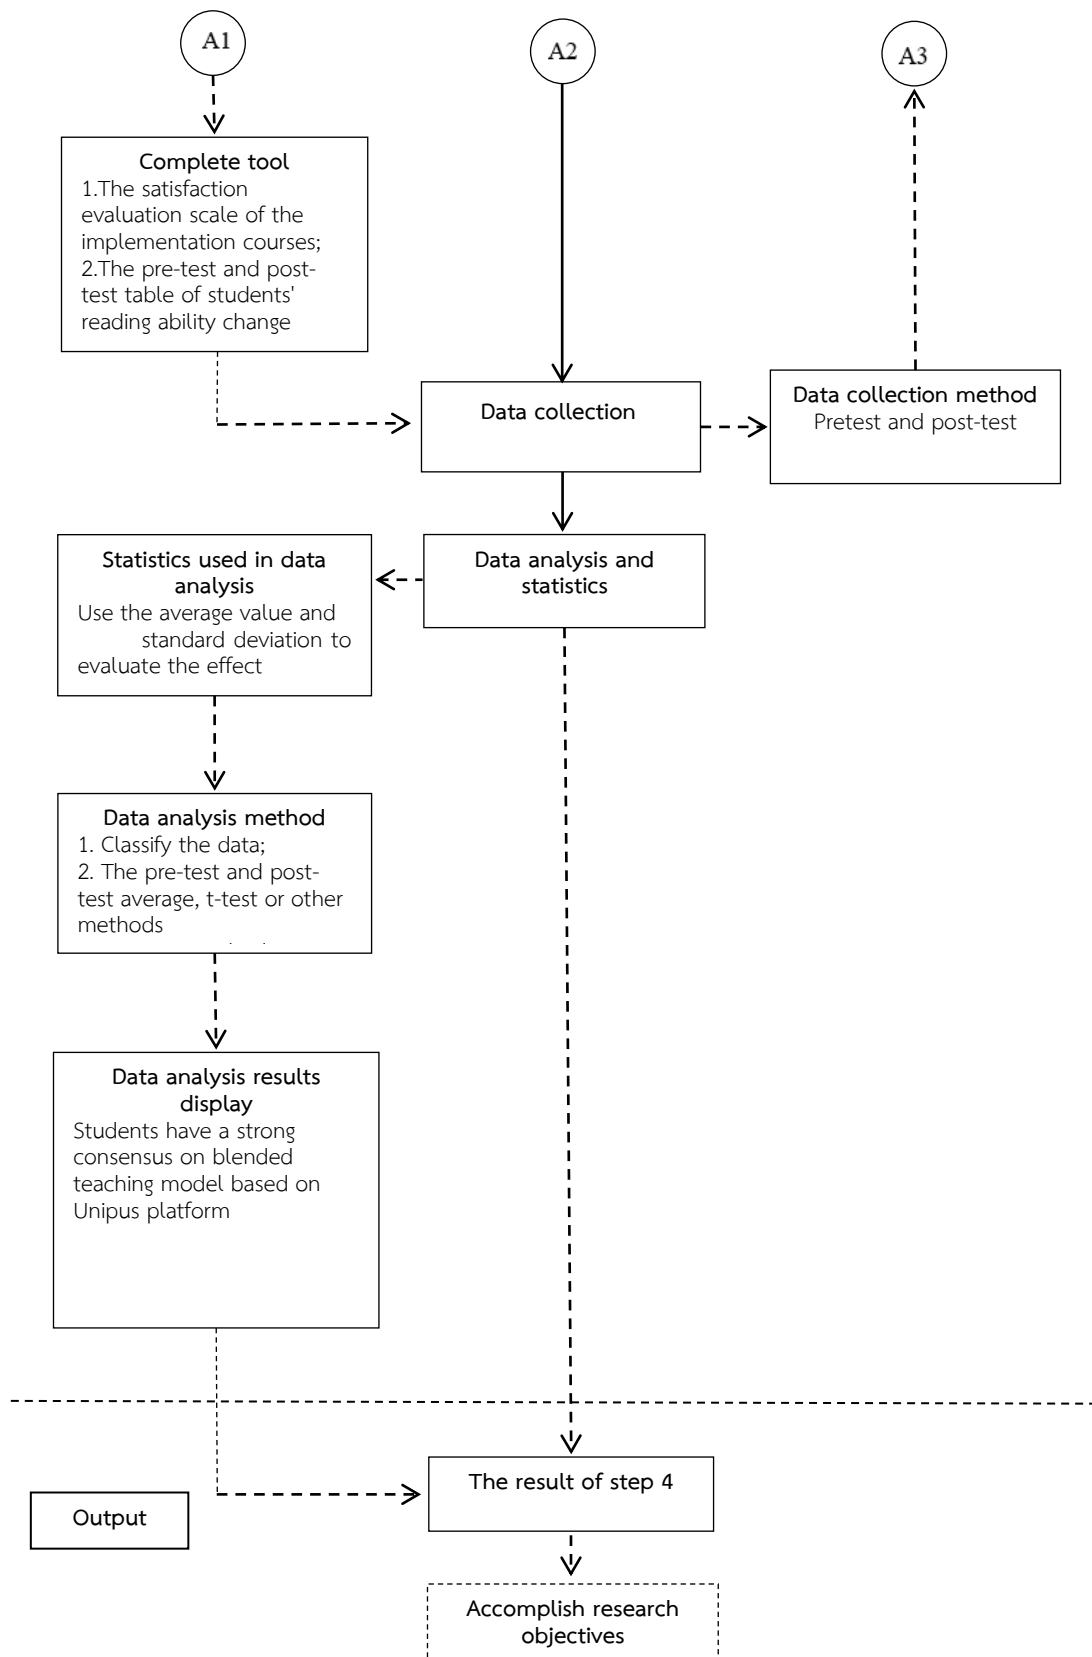 A1
A2
A3
Complete tool
1.The satisfaction
evaluation scale of the
implementation courses;
2.The pre-test and post-
test table of students'
reading ability change
Data collection
Data collection method
Pretest and post-test
Statistics used in data
analysis
Use the average value and
standard deviation to
evaluate the effect
Data analysis and
statistics
Data analysis method
1. Classify the data;
2. The pre-test and post-
test average, t-test or other
methods
Data analysis results
display
Students have a strong
consensus on blended
teaching model based on
Unipus platform
The result of step 4
Output
Accomplish research
objectives